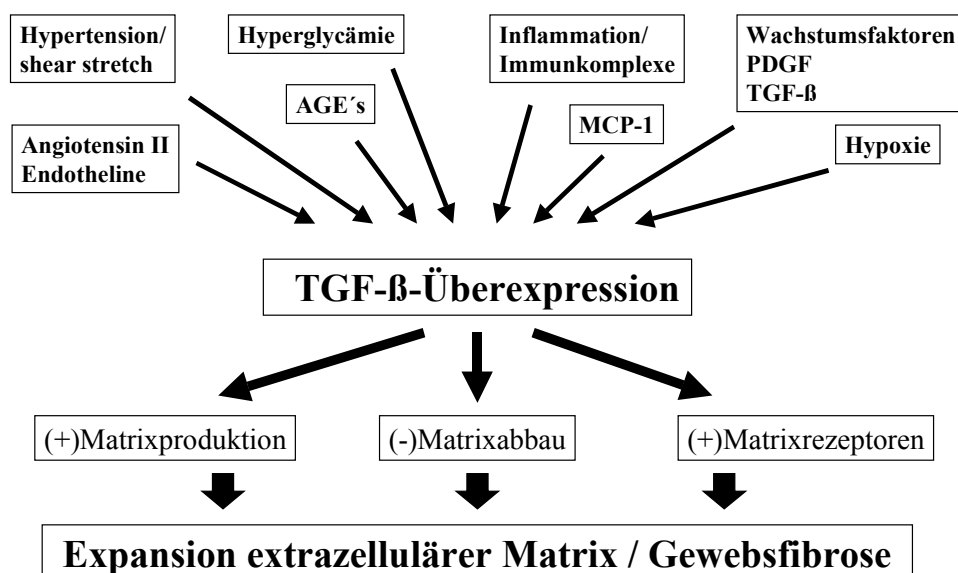 Hypertension/
shear stretch
Hyperglycämie
Inflammation/
Immunkomplexe
Wachstumsfaktoren
PDGF
TGF-ß
AGE´s
MCP-1
Angiotensin II
Endotheline
Hypoxie
TGF-ß-Überexpression
(+)Matrixproduktion
(-)Matrixabbau
(+)Matrixrezeptoren
Expansion extrazellulärer Matrix / Gewebsfibrose